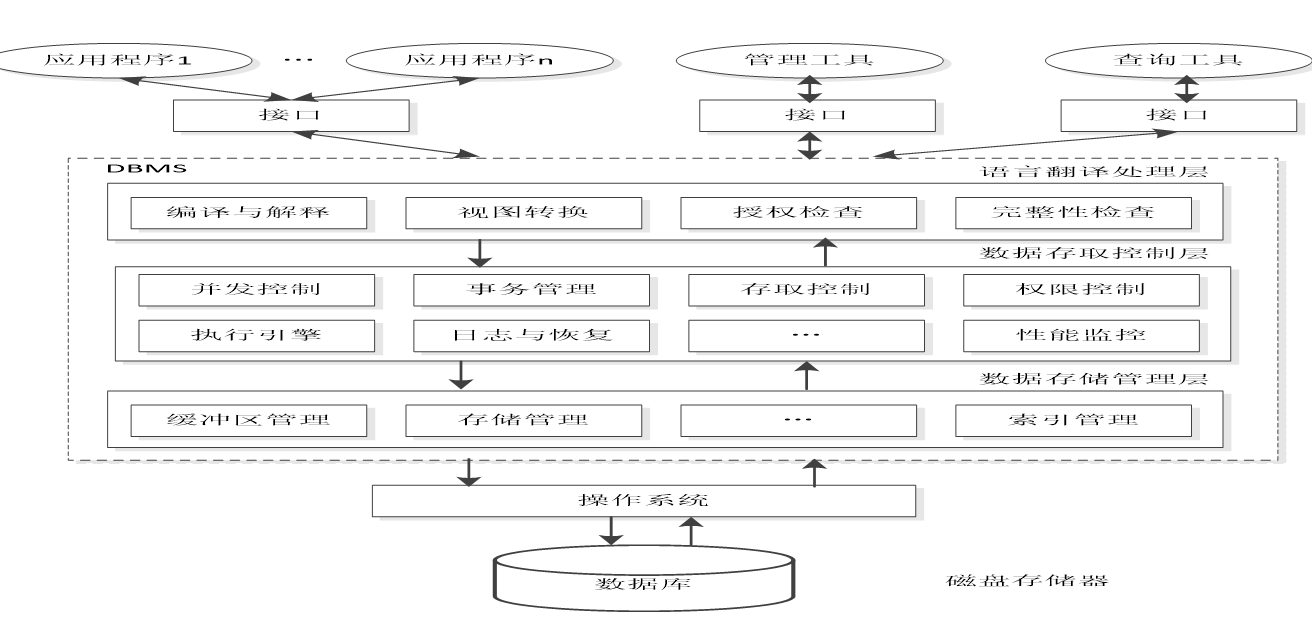 应用程序1 … 应用程序n 管理工具 查询工具
接口 接口 接口
DBMS
语言翻译处理层
编译与解释 视图转换 授权检查 完整性检查
数据存取控制层
并发控制 事务管理 存取控制 权限控制
执行引擎 日志与恢复 … 性能监控
数据存储管理层
缓冲区管理 存储管理 … 索引管理
操作系统
数据库 磁盘存储器